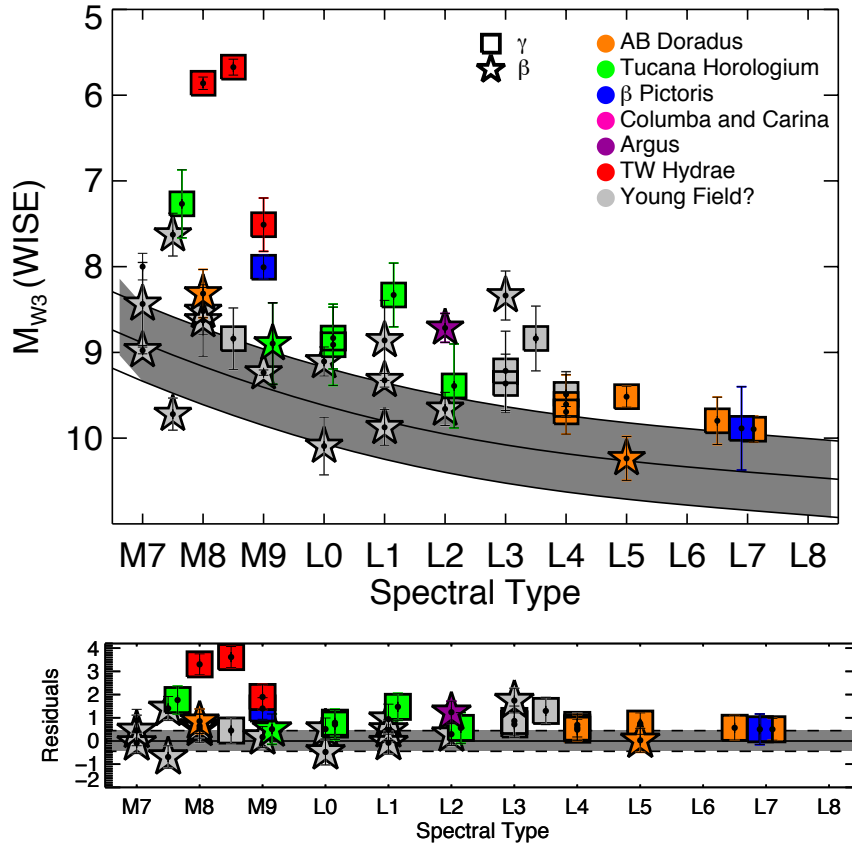 5
6
7
8
9
10
M_W3 (WISE)
γ
β
AB Doradus
Tucana Horologium
β Pictoris
Columba and Carina
Argus
TW Hydrae
Young Field?
M7 M8 M9 L0 L1 L2 L3 L4 L5 L6 L7 L8
Spectral Type
4
3
2
1
0
-1
-2
Residuals
M7 M8 M9 L0 L1 L2 L3 L4 L5 L6 L7 L8
Spectral Type